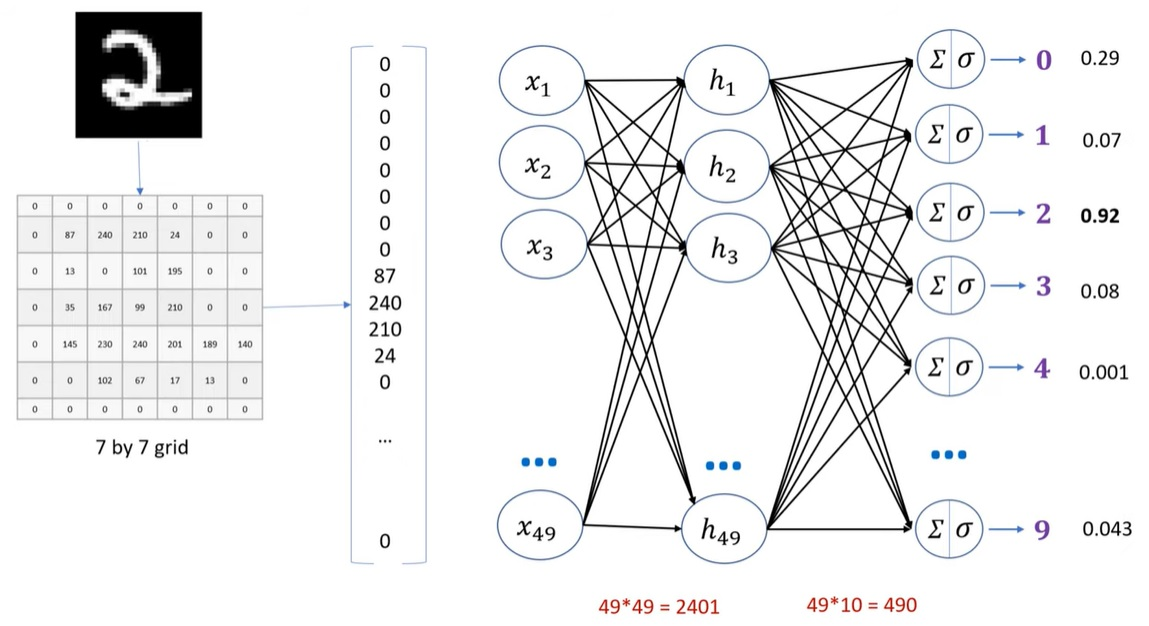 0 0 0 0 0 0 0
0 87 240 210 24 0 0
0 13 0 101 195 0 0
0 35 167 99 210 0 0
0 145 230 240 201 189 140
0 0 102 67 17 13 0
0 0 0 0 0 0 0
7 by 7 grid
0
0
0
0
0
0
0
0
87
240
210
24
0
...
0
x₁
x₂
x₃
x₄₉
h₁
h₂
h₃
h₄₉
Σ σ 0 0.29
Σ σ 1 0.07
Σ σ 2 0.92
Σ σ 3 0.08
Σ σ 4 0.001
Σ σ 9 0.043
49*49 = 2401
49*10 = 490